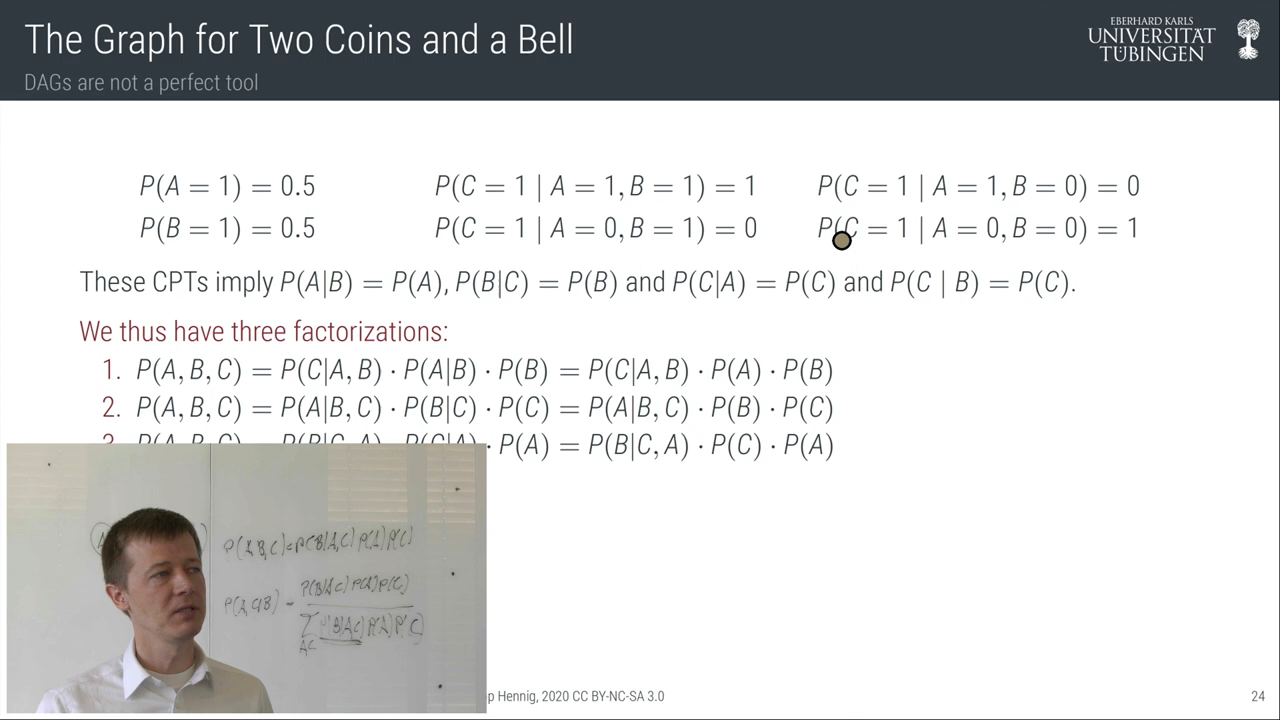 The Graph for Two Coins and a Bell
DAGs are not a perfect tool
EBERHARD KARLS
UNIVERSITÄT
TÜBINGEN
P(A = 1) = 0.5 P(C = 1 | A = 1, B = 1) = 1 P(C = 1 | A = 1, B = 0) = 0
P(B = 1) = 0.5 P(C = 1 | A = 0, B = 1) = 0 P(C = 1 | A = 0, B = 0) = 1
These CPTs imply P(A|B) = P(A), P(B|C) = P(B) and P(C|A) = P(C) and P(C | B) = P(C).
We thus have three factorizations:
1. P(A, B, C) = P(C|A, B) · P(A|B) · P(B) = P(C|A, B) · P(A) · P(B)
2. P(A, B, C) = P(A|B, C) · P(B|C) · P(C) = P(A|B, C) · P(B) · P(C)
· P(A) = P(B|C, A) · P(C) · P(A)
P(A,B,C)=P(B|A,C) P(A) P(C)
P(B|AC) P(A) P(C)
P(A,C|B) =
Σ P(B|AC) P(A) P(C)
AC
p Hennig, 2020 CC BY-NC-SA 3.0
24